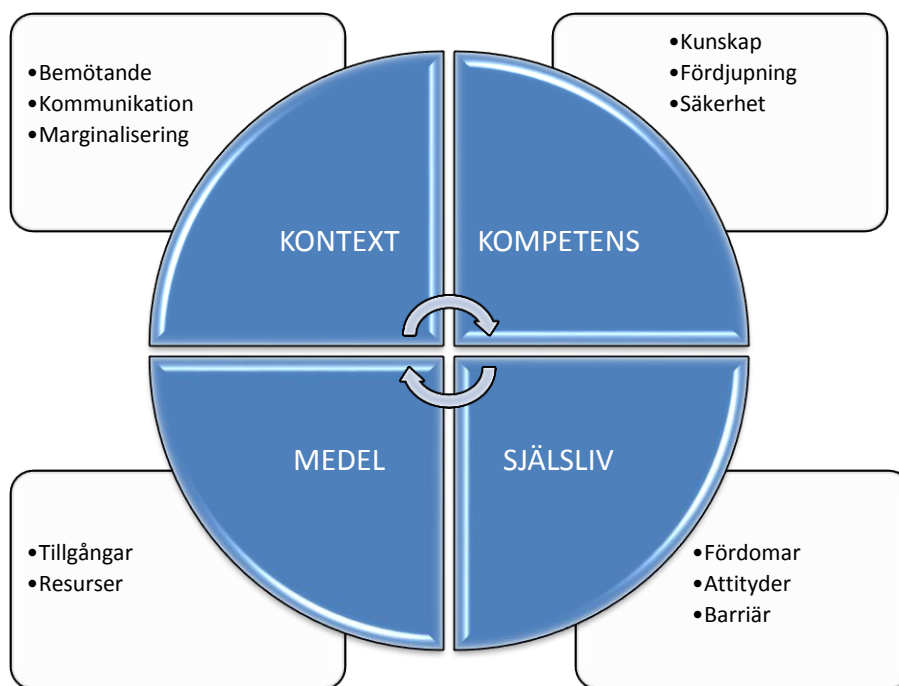 •Bemötande
•Kommunikation
•Marginalisering
•Kunskap
•Fördjupning
•Säkerhet
KONTEXT
KOMPETENS
MEDEL
SJÄLSLIV
•Tillgångar
•Resurser
•Fördomar
•Attityder
•Barriär